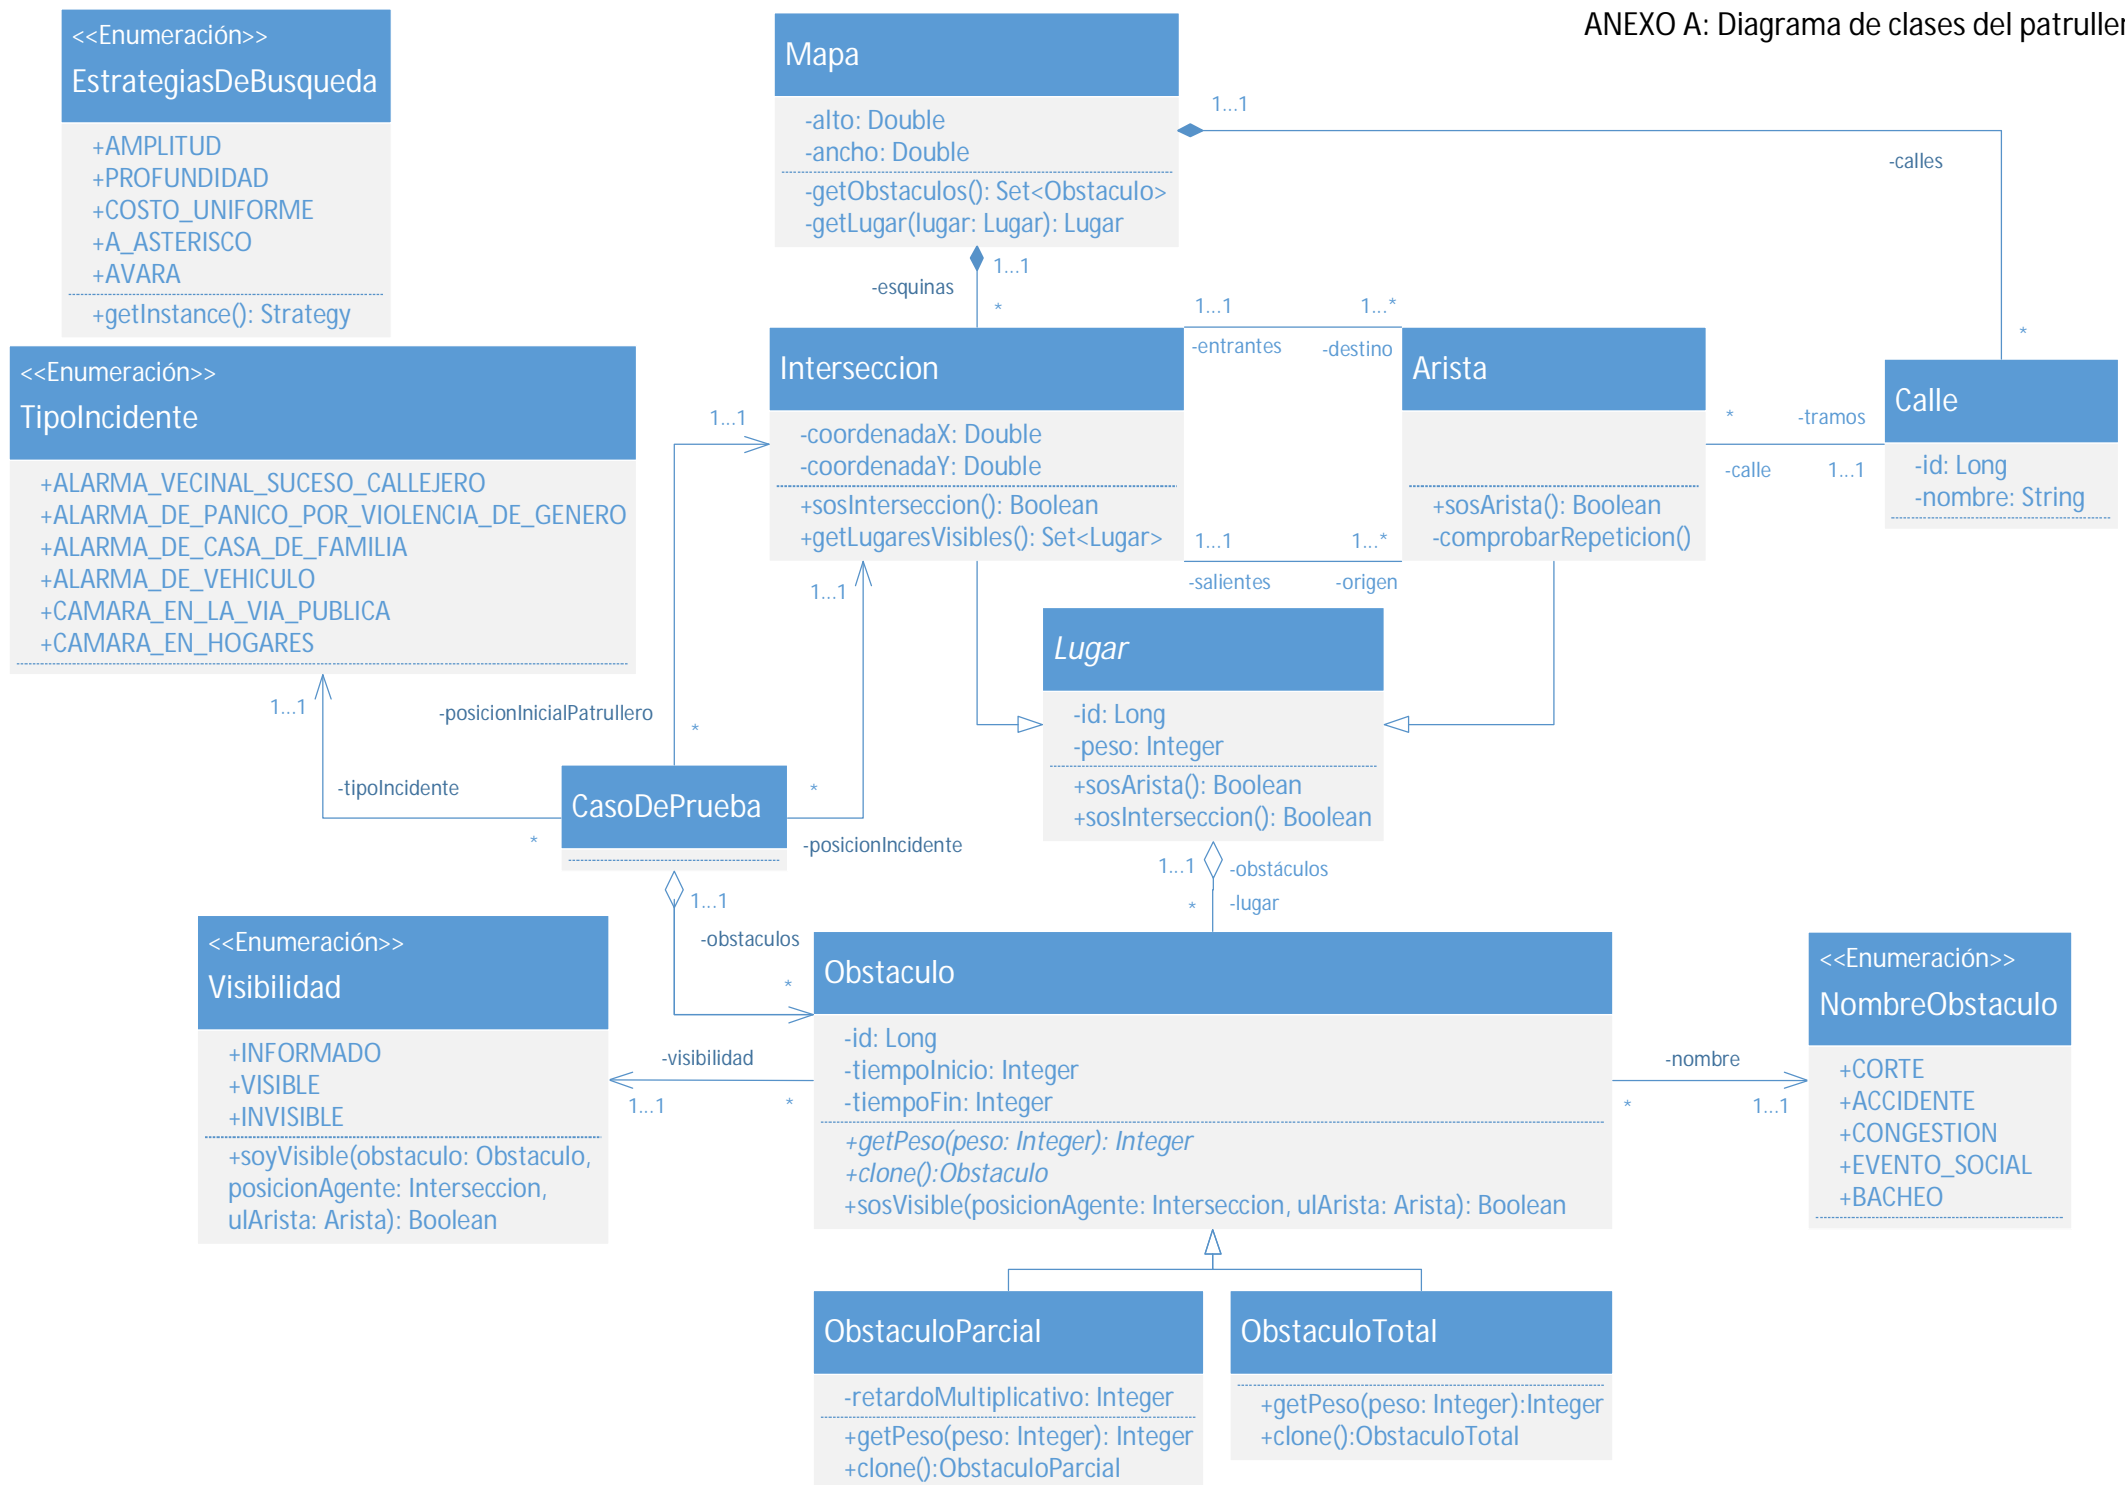 ANEXO A: Diagrama de clases del patruller
<<Enumeración>>
EstrategiasDeBusqueda
+AMPLITUD
+PROFUNDIDAD
+COSTO_UNIFORME
+A_ASTERISCO
+AVARA
+getInstance(): Strategy
Mapa
-alto: Double
-ancho: Double
-getObstaculos(): Set<Obstaculo>
-getLugar(lugar: Lugar): Lugar
1...1
-calles
*
1...1
-esquinas
*
<<Enumeración>>
TipoIncidente
+ALARMA_VECINAL_SUCESO_CALLEJERO
+ALARMA_DE_PANICO_POR_VIOLENCIA_DE_GENERO
+ALARMA_DE_CASA_DE_FAMILIA
+ALARMA_DE_VEHICULO
+CAMARA_EN_LA_VIA_PUBLICA
+CAMARA_EN_HOGARES
Interseccion
-coordenadaX: Double
-coordenadaY: Double
+sosInterseccion(): Boolean
+getLugaresVisibles(): Set<Lugar>
1...1 1...*
-entrantes -destino
1...1 1...*
-salientes -origen
Arista
+sosArista(): Boolean
-comprobarRepeticion()
* -tramos
-calle 1...1
Calle
-id: Long
-nombre: String
1...1
1...1
Lugar
-id: Long
-peso: Integer
+sosArista(): Boolean
+sosInterseccion(): Boolean
1...1
-posicionInicialPatrullero
*
-tipoIncidente
*
CasoDePrueba
*
-posicionIncidente
1...1
-obstaculos
*
1...1 -obstáculos
* -lugar
<<Enumeración>>
Visibilidad
+INFORMADO
+VISIBLE
+INVISIBLE
+soyVisible(obstaculo: Obstaculo,
posicionAgente: Interseccion,
ulArista: Arista): Boolean
-visibilidad
1...1 *
Obstaculo
-id: Long
-tiempoInicio: Integer
-tiempoFin: Integer
+getPeso(peso: Integer): Integer
+clone():Obstaculo
+sosVisible(posicionAgente: Interseccion, ulArista: Arista): Boolean
-nombre
* 1...1
<<Enumeración>>
NombreObstaculo
+CORTE
+ACCIDENTE
+CONGESTION
+EVENTO_SOCIAL
+BACHEO
ObstaculoParcial
-retardoMultiplicativo: Integer
+getPeso(peso: Integer): Integer
+clone():ObstaculoParcial
ObstaculoTotal
+getPeso(peso: Integer):Integer
+clone():ObstaculoTotal